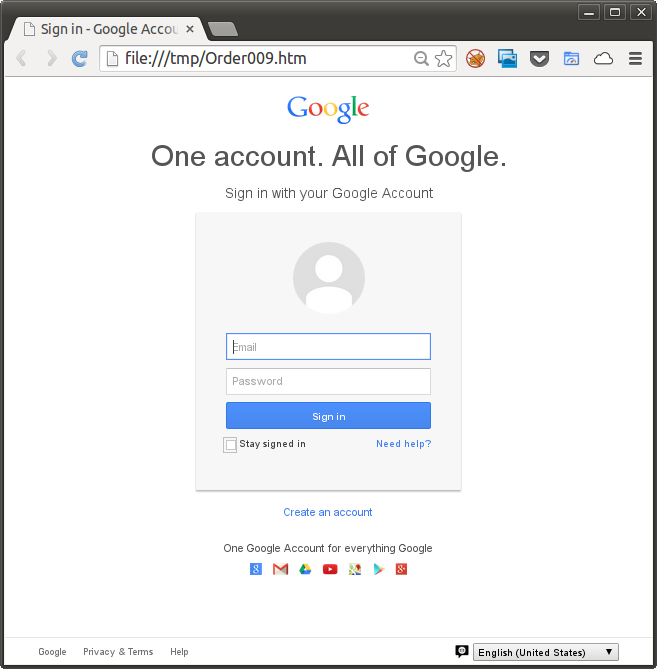 Sign in - Google Accou
file:///tmp/Order009.htm
Google
One account. All of Google.
Sign in with your Google Account
Email
Password
Sign in
Stay signed in Need help?
Create an account
One Google Account for everything Google
Google Privacy & Terms Help English (United States)